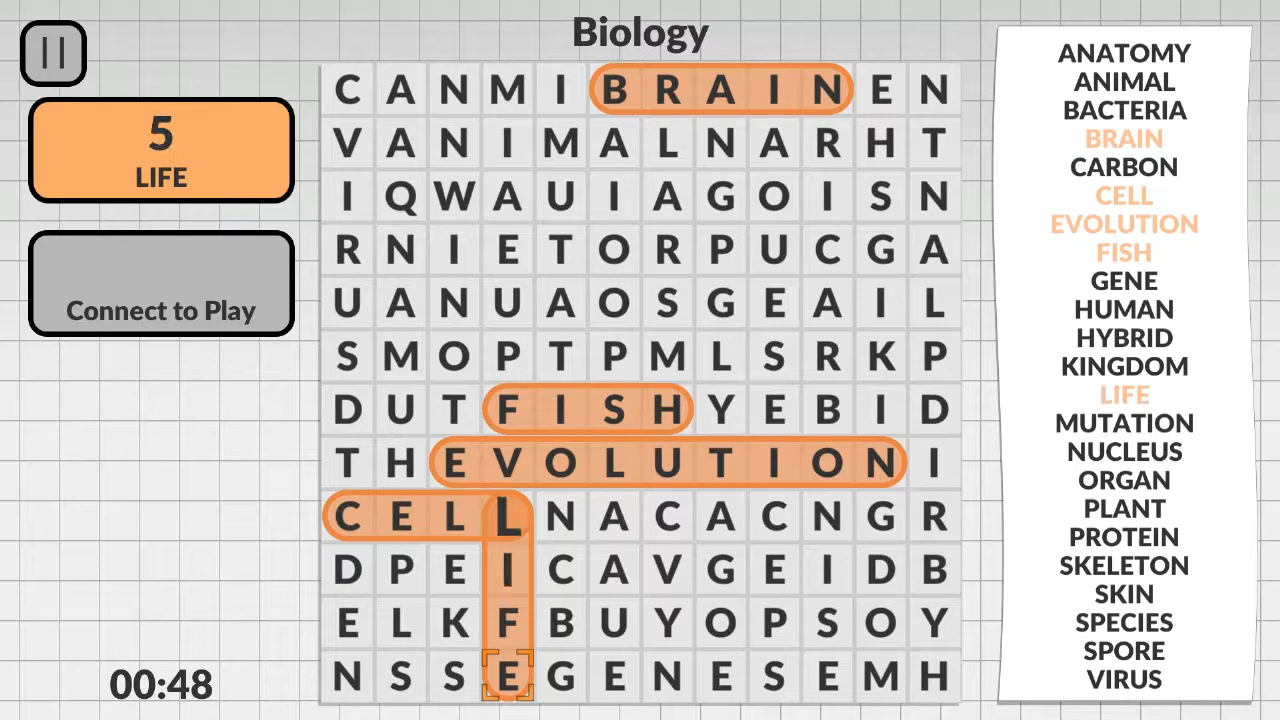 Biology
5
LIFE
Connect to Play
00:48
C A N M I B R A I N E N
V A N I M A L N A R H T
I Q W A U I A G O I S N
R N I E T O R P U C G A
U A N U A O S G E A I L
S M O P T P M L S R K P
D U T F I S H Y E B I D
T H E V O L U T I O N I
C E L L N A C A C N G R
D P E I C A V G E I D B
E L K F B U Y O P S O Y
N S S E G E N E S E M H
ANATOMY
ANIMAL
BACTERIA
BRAIN
CARBON
CELL
EVOLUTION
FISH
GENE
HUMAN
HYBRID
KINGDOM
LIFE
MUTATION
NUCLEUS
ORGAN
PLANT
PROTEIN
SKELETON
SKIN
SPECIES
SPORE
VIRUS